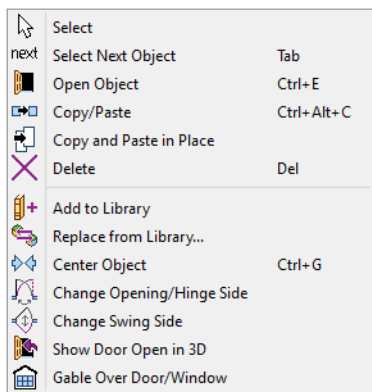 Select
next Select Next Object Tab
Open Object Ctrl+E
Copy/Paste Ctrl+Alt+C
Copy and Paste in Place
Delete Del
Add to Library
Replace from Library...
Center Object Ctrl+G
Change Opening/Hinge Side
Change Swing Side
Show Door Open in 3D
Gable Over Door/Window